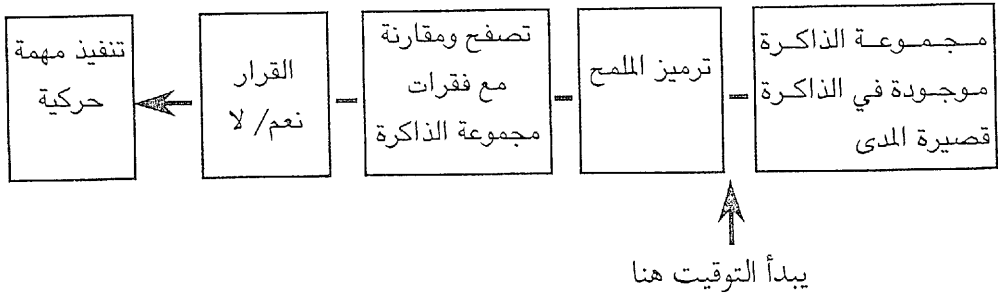 مجموعة الذاكرة
موجودة في الذاكرة
قصيرة المدى
ترميز الملمح
تصفح ومقارنة
مع فقرات
مجموعة الذاكرة
القرار
نعم/ لا
تنفيذ مهمة
حركية
يبدأ التوقيت هنا